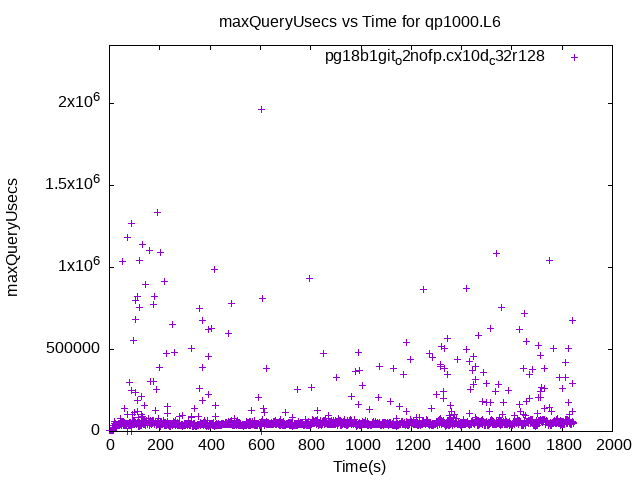 maxQueryUsecs vs Time for qp1000.L6
pg18b1git_o2nofp.cx10d_c32r128
2x10^6
1.5x10^6
1x10^6
500000
0
maxQueryUsecs
0 200 400 600 800 1000 1200 1400 1600 1800 2000
Time(s)